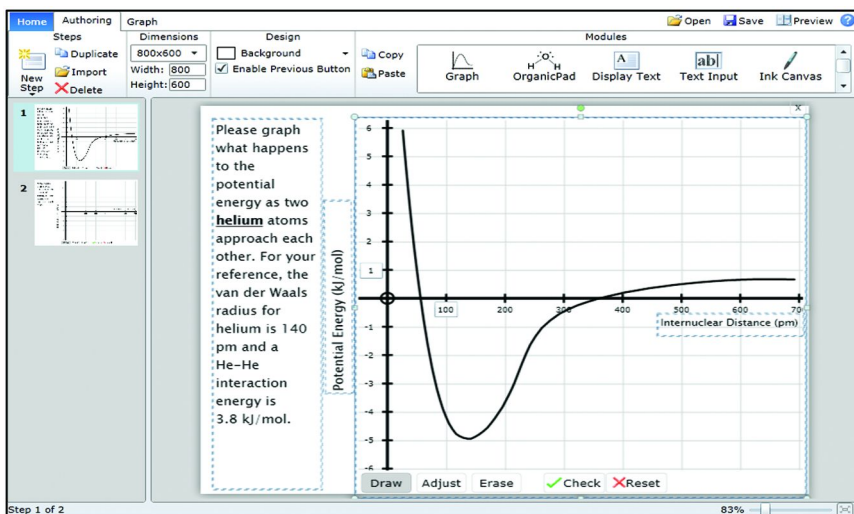 Home Authoring Graph
Open Save Preview
Steps Dimensions Design Modules
New Step
Duplicate
Import
Delete
800x600
Width: 800
Height: 600
Background
Enable Previous Button
Copy
Paste
Graph
OrganicPad
Display Text
ab|
Text Input
Ink Canvas
1
2
Please graph
what happens
to the
potential
energy as two
helium atoms
approach each
other. For your
reference, the
van der Waals
radius for
helium is 140
pm and a
He-He
interaction
energy is
3.8 kJ/mol.
Potential Energy (kJ/mol)
6
5
4
3
2
1
-1
-2
-3
-4
-5
-6
100 200 300 400 500 600 70
Internuclear Distance (pm)
Draw Adjust Erase Check Reset
Step 1 of 2
83%